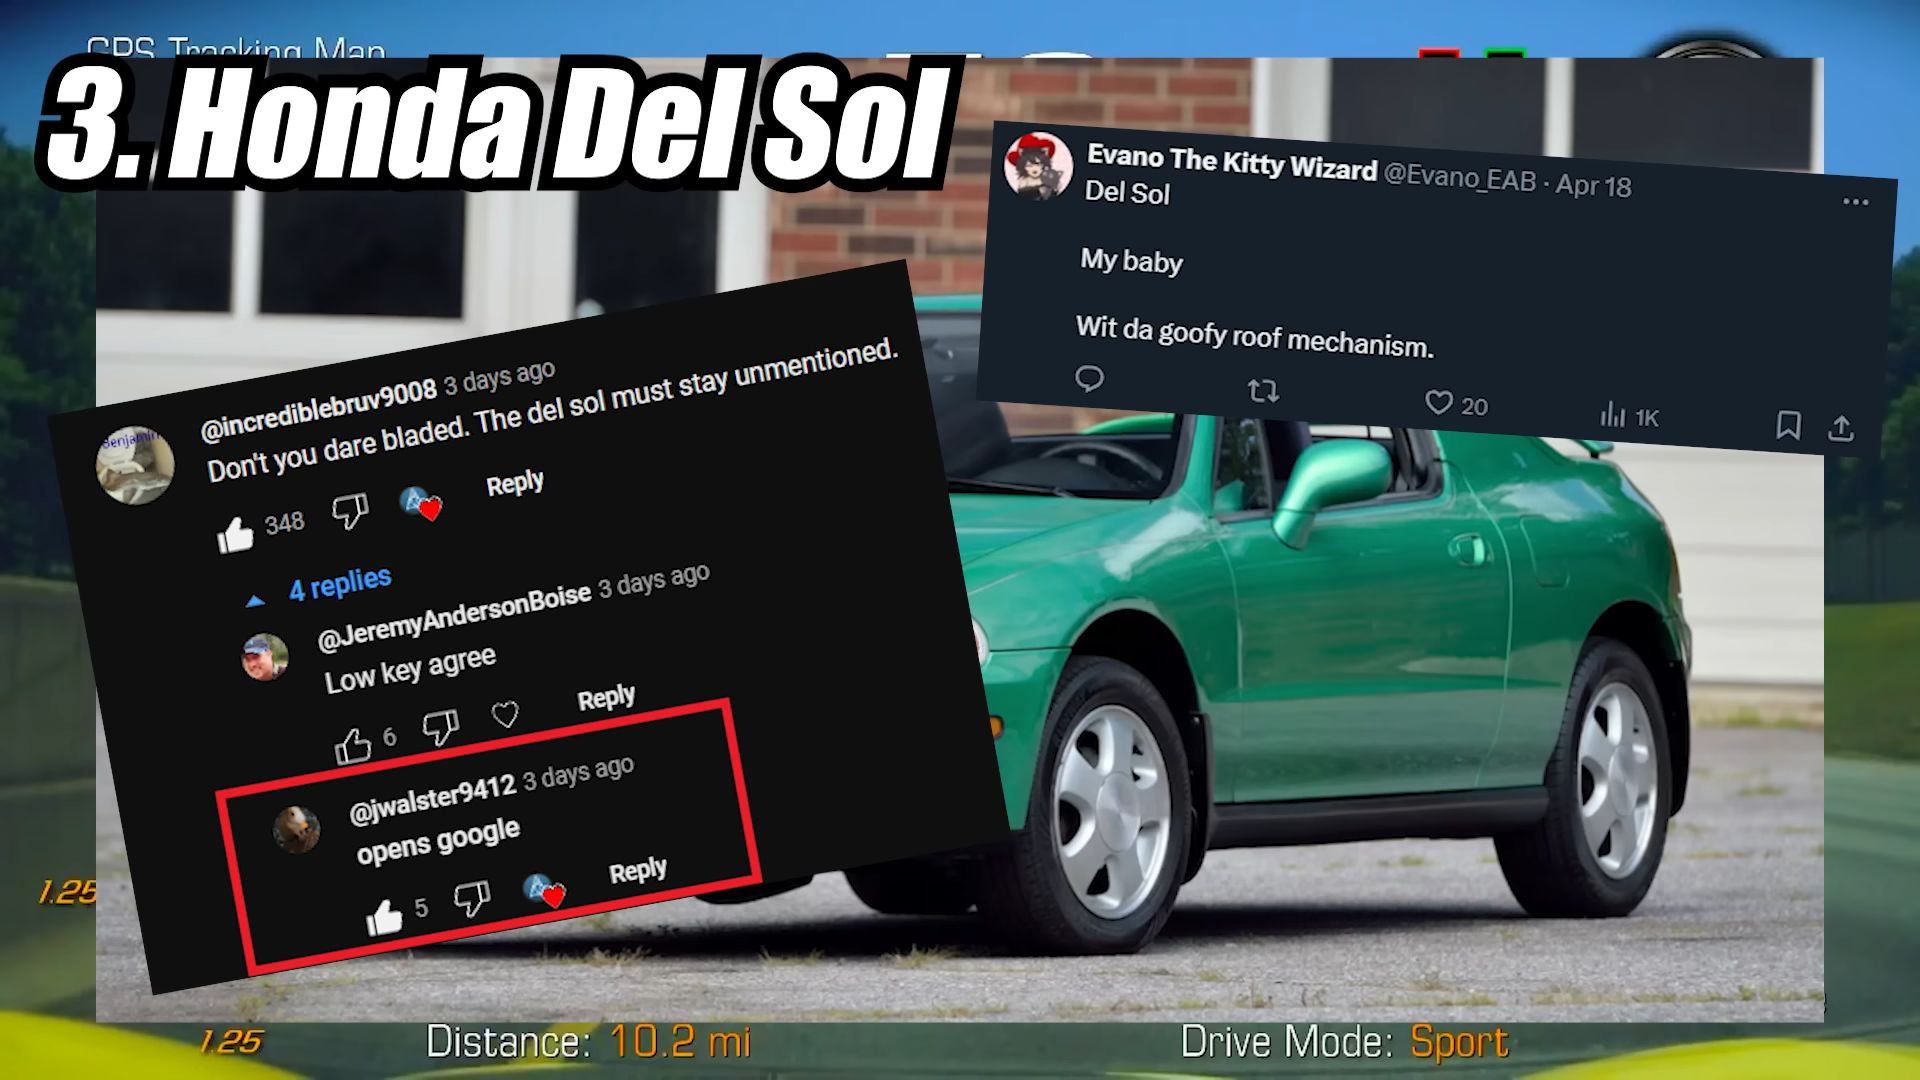 GPS Tracking Map
3. Honda Del Sol
Evano The Kitty Wizard @Evano_EAB · Apr 18
Del Sol
My baby
Wit da goofy roof mechanism.
20
1K
@incrediblebruv9008 3 days ago
Don't you dare bladed. The del sol must stay unmentioned.
348
Reply
4 replies
@JeremyAndersonBoise 3 days ago
Low key agree
6
Reply
@jwalster9412 3 days ago
opens google
5
Reply
1.25
1.25
Distance: 10.2 mi
Drive Mode: Sport